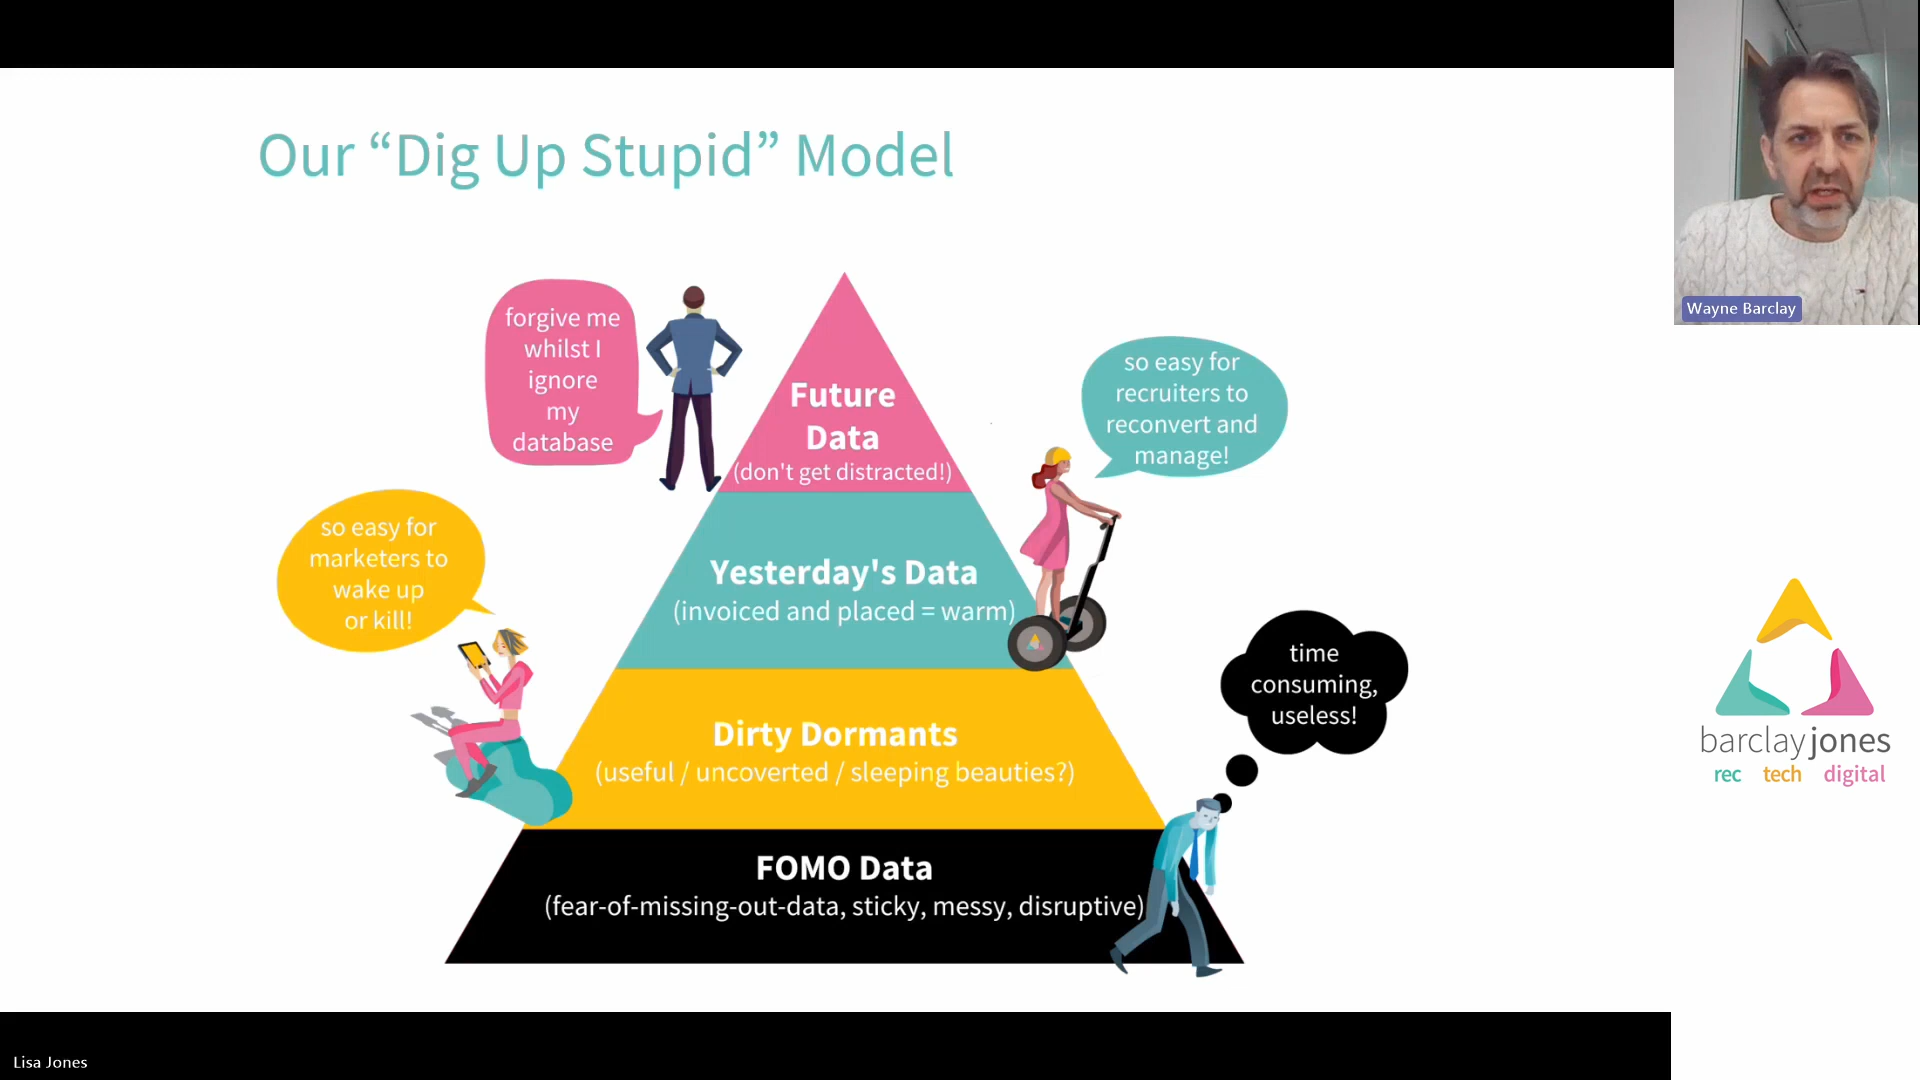 Our “Dig Up Stupid” Model
forgive me
whilst I
ignore
my
database
Future
Data
(don't get distracted!)
so easy for
recruiters to
reconvert and
manage!
so easy for
marketers to
wake up
or kill!
Yesterday's Data
(invoiced and placed = warm)
time
consuming,
useless!
Dirty Dormants
(useful / uncoverted / sleeping beauties?)
FOMO Data
(fear-of-missing-out-data, sticky, messy, disruptive)
Wayne Barclay
barclayjones
rec tech digital
Lisa Jones